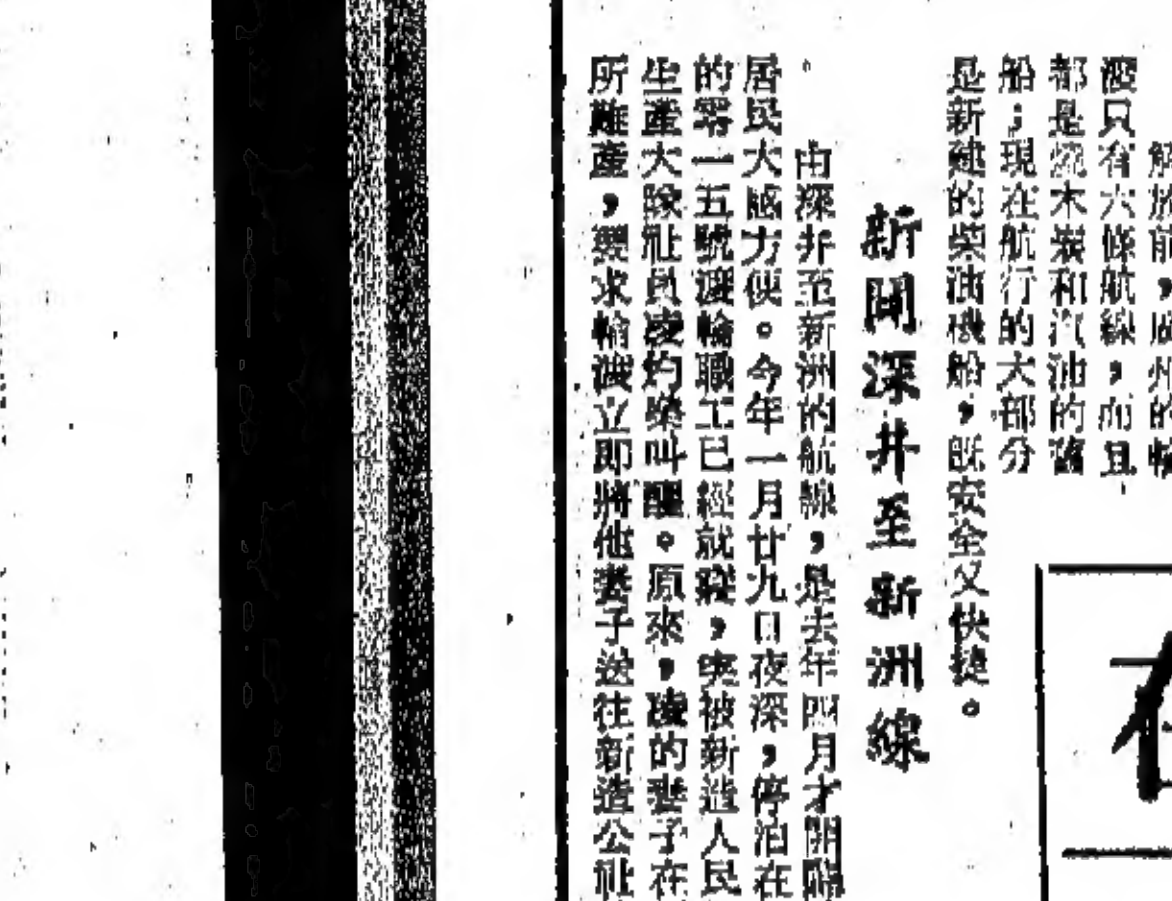 解放前，廣州的輪
渡只有六條航線，而且
都是燒木炭和汽油的舊
船；現在航行的大部分
是新建的柴油機船，既安全又快捷。
新開深井至新洲線
由深井至新洲的航線，是去年四月才開闢
。
居民大感方便。今年一月廿九日夜深，停泊在
的零一五號渡輪職工已經就寢，突被新造人民
生產大隊社員凌灼榮叫醒。原來，凌的妻子在
所難產，要求輪渡立即將他妻子送往新造公社